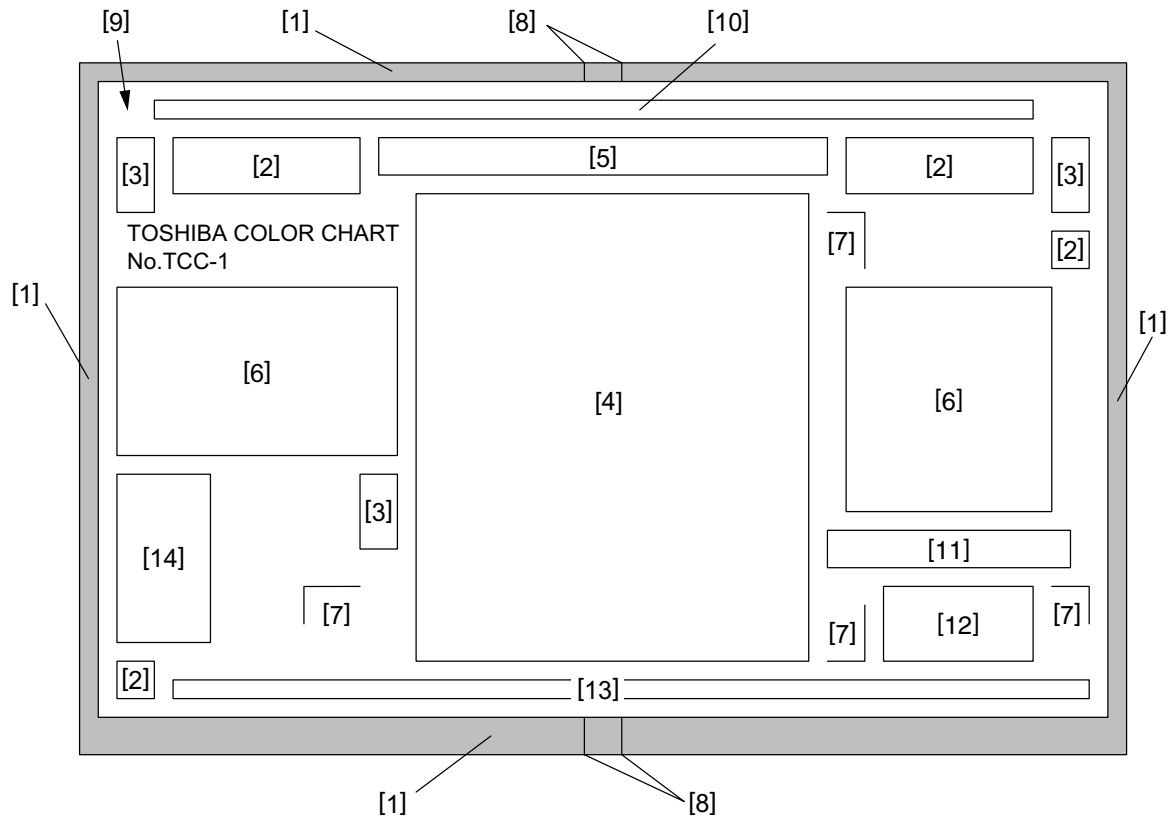 [9] [1] [8] [10]
[3] [2] [5] [2] [3]
TOSHIBA COLOR CHART
No.TCC-1
[7] [2]
[1] [1]
[6] [4] [6]
[3] [11]
[14]
[7] [7] [12] [7]
[2] [13]
[1] [8]